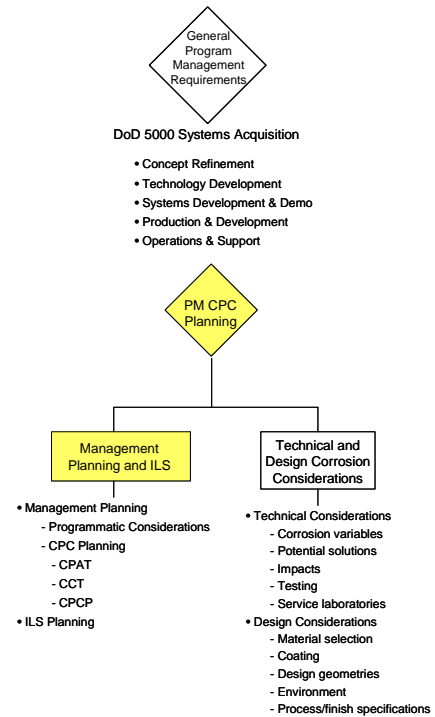 General
Program
Management
Requirements
DoD 5000 Systems Acquisition
• Concept Refinement
• Technology Development
• Systems Development & Demo
• Production & Development
• Operations & Support
PM CPC
Planning
Management
Planning and ILS
• Management Planning
- Programmatic Considerations
- CPC Planning
- CPAT
- CCT
- CPCP
• ILS Planning
Technical and
Design Corrosion
Considerations
• Technical Considerations
- Corrosion variables
- Potential solutions
- Impacts
- Testing
- Service laboratories
• Design Considerations
- Material selection
- Coating
- Design geometries
- Environment
- Process/finish specifications